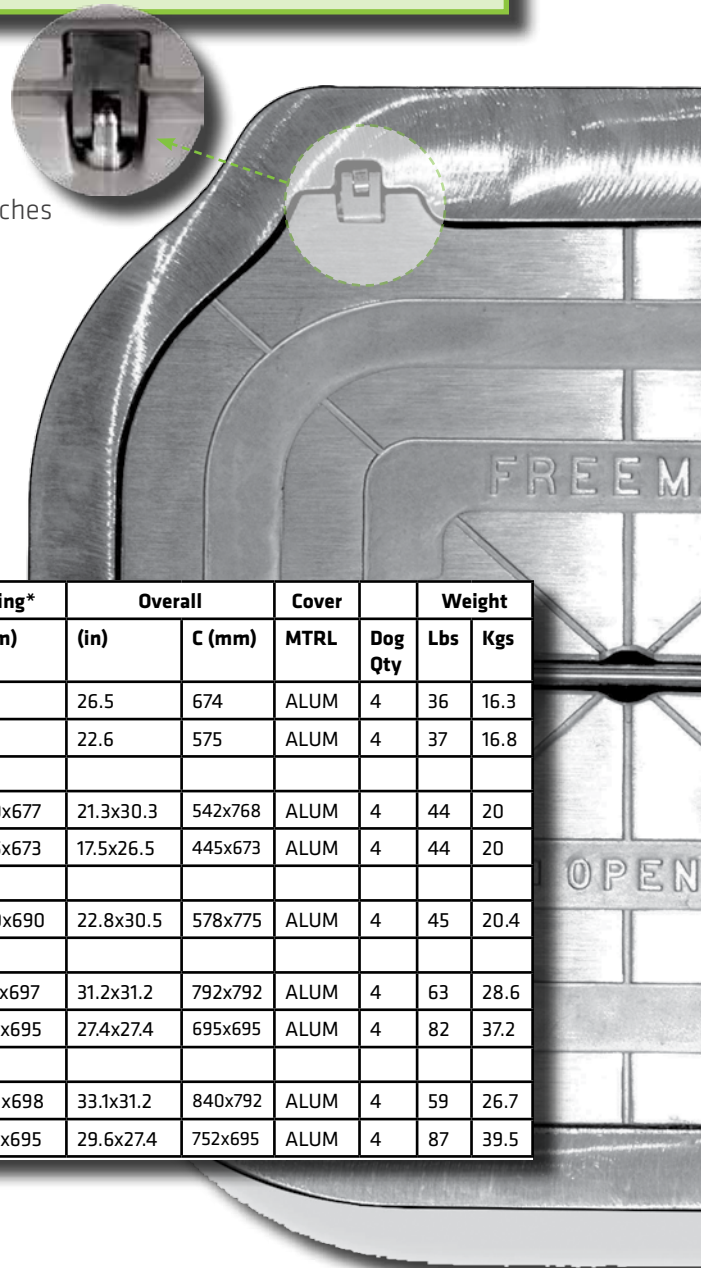 ches
FREEM
OPEN
ing* Overall Cover Weight
m) (in) C (mm) MTRL Dog Qty Lbs Kgs
26.5 674 ALUM 4 36 16.3
22.6 575 ALUM 4 37 16.8
x677 21.3x30.3 542x768 ALUM 4 44 20
x673 17.5x26.5 445x673 ALUM 4 44 20
x690 22.8x30.5 578x775 ALUM 4 45 20.4
x697 31.2x31.2 792x792 ALUM 4 63 28.6
x695 27.4x27.4 695x695 ALUM 4 82 37.2
x698 33.1x31.2 840x792 ALUM 4 59 26.7
x695 29.6x27.4 752x695 ALUM 4 87 39.5